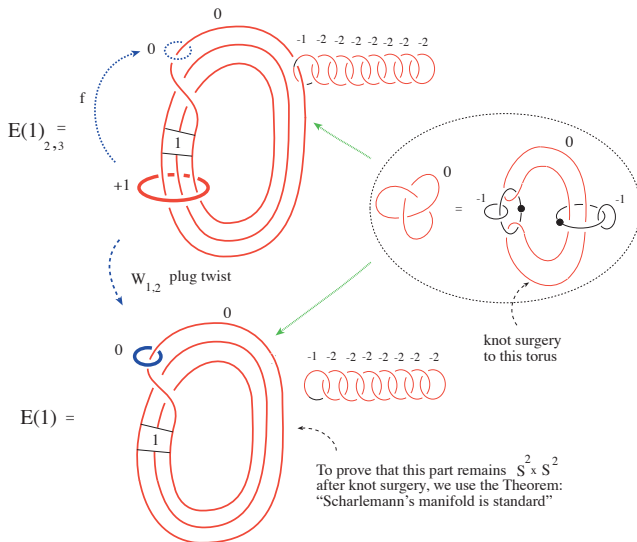 0
-1 -2 -2 -2 -2 -2 -2 -2
0
f
E(1) =
2,3
1
+1
0
0
-1
=
-1
W1,2 plug twist
knot surgery
to this torus
0
0
-1 -2 -2 -2 -2 -2 -2 -2
E(1) =
1
To prove that this part remains S2 x S2
after knot surgery, we use the Theorem:
“Scharlemann’s manifold is standard”